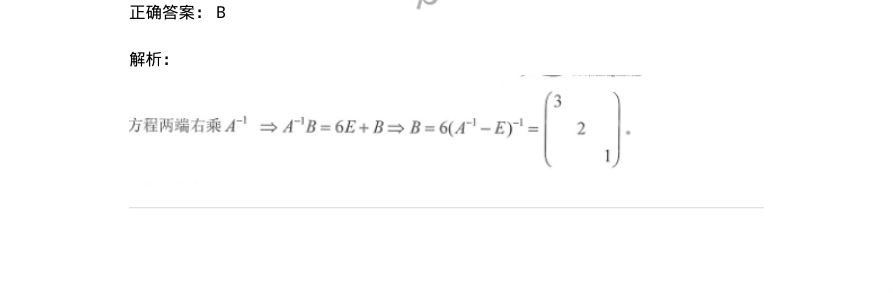 正确答案： B
解析：
方程两端右乘 A⁻¹ ⇒ A⁻¹B = 6E + B ⇒ B = 6(A⁻¹ − E)⁻¹ = (3
2
1)。